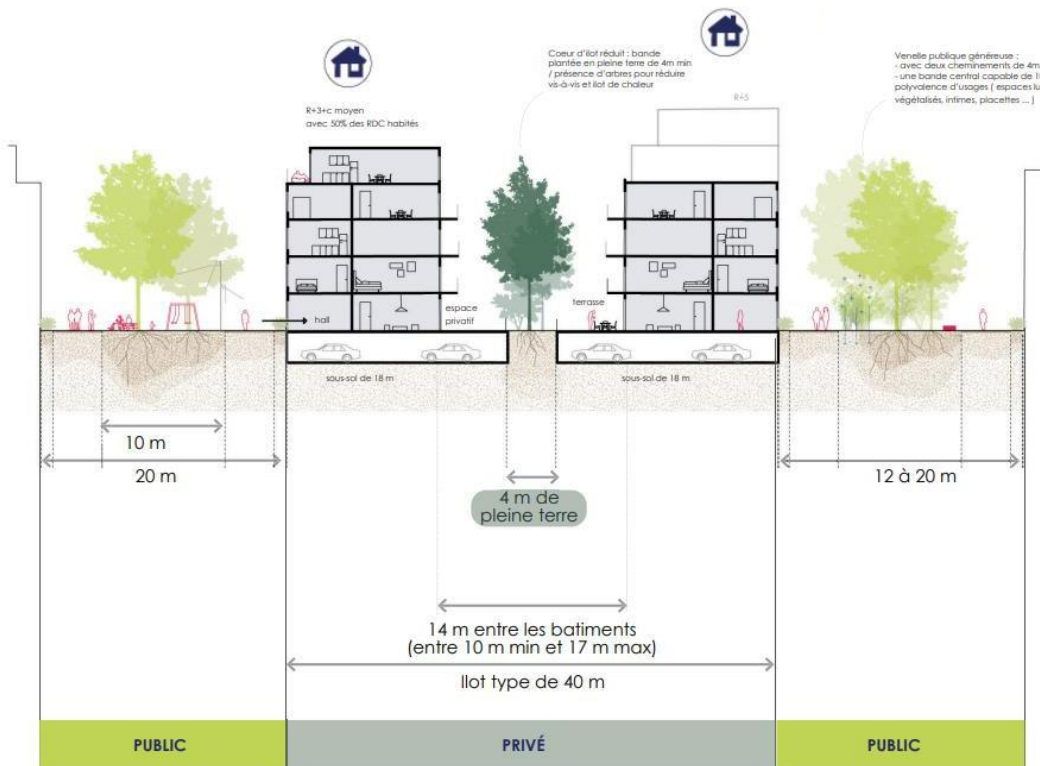 Coeur d'ilot réduit : bande
plantée en pleine terre de 4m min
/ présence d'arbres pour réduire
vis-à-vis et ilot de chaleur
Venelle publique généreuse :
- avec deux cheminements de 4m
- une bande central capable de 1
polyvalence d'usages ( espaces lu
végétalisés, intimes, placettes ... )
R+3+c moyen
avec 50% des RDC habités
R+5
hall
espace
privatif
terrasse
sous-sol de 18 m
sous-sol de 18 m
10 m
20 m
12 à 20 m
4 m de
pleine terre
14 m entre les batiments
(entre 10 m min et 17 m max)
Ilot type de 40 m
PUBLIC
PRIVÉ
PUBLIC